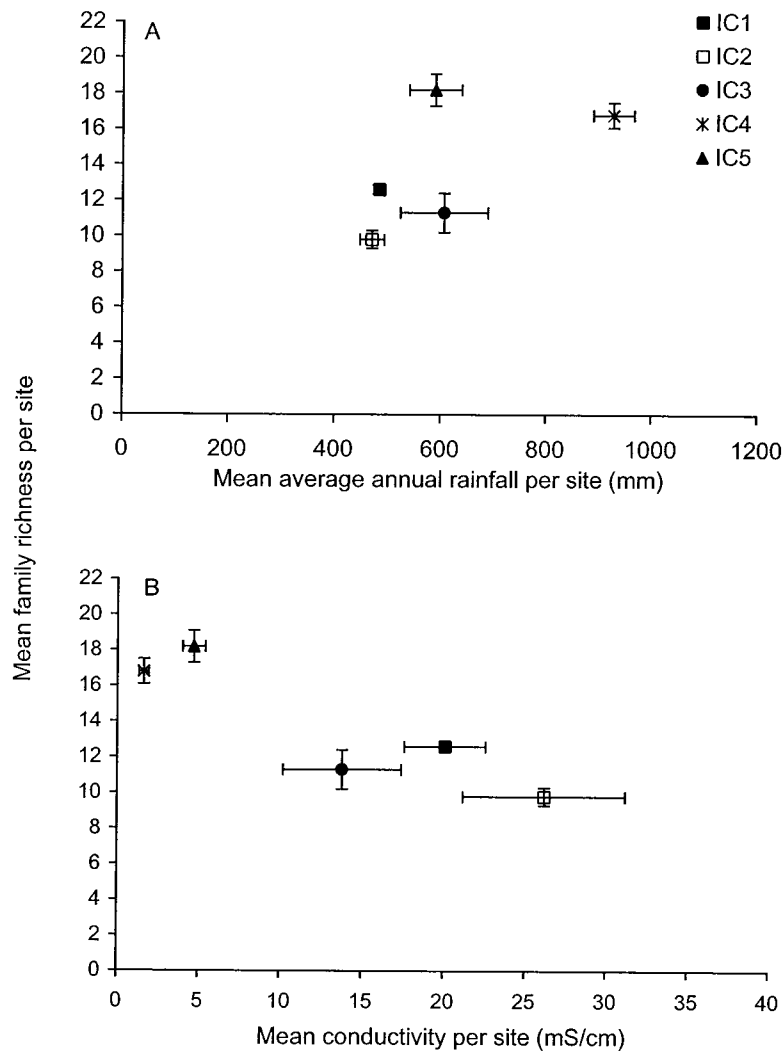 A
22
20
18
16
14
12
10
8
6
4
2
0
0 200 400 600 800 1000 1200
Mean average annual rainfall per site (mm)
IC1
IC2
IC3
IC4
IC5
Mean family richness per site
B
22
20
18
16
14
12
10
8
6
4
2
0
0 5 10 15 20 25 30 35 40
Mean conductivity per site (mS/cm)